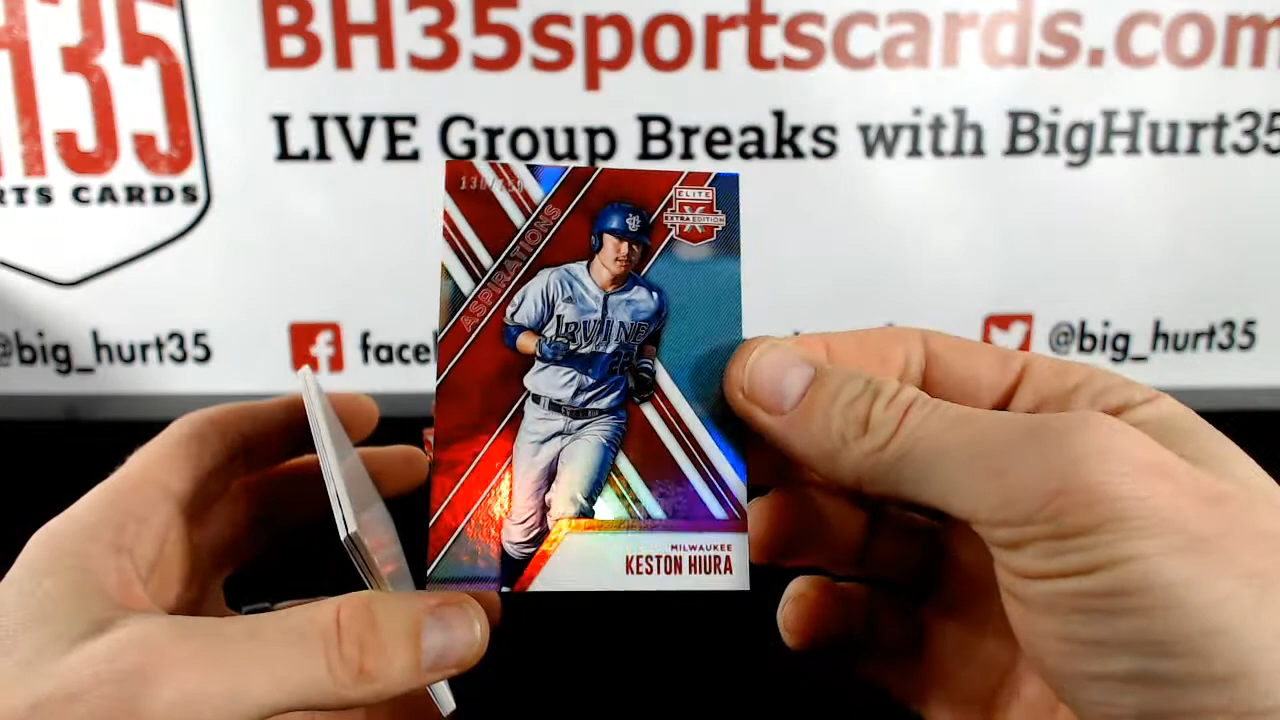 BH35sportscards.com
LIVE Group Breaks with BigHurt35
H35
RTS CARDS
@big_hurt35
facel
@big_hurt35
ASPIRATIONS
ELITE
EXTRA EDITION
IRVINE
MILWAUKEE
KESTON HIURA